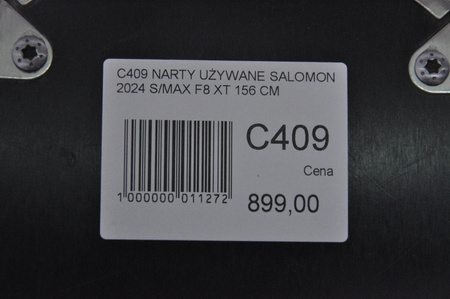 C409 NARTY UŻYWANE SALOMON
2024 S/MAX F8 XT 156 CM
C409
Cena
899,00
1 000000 011272